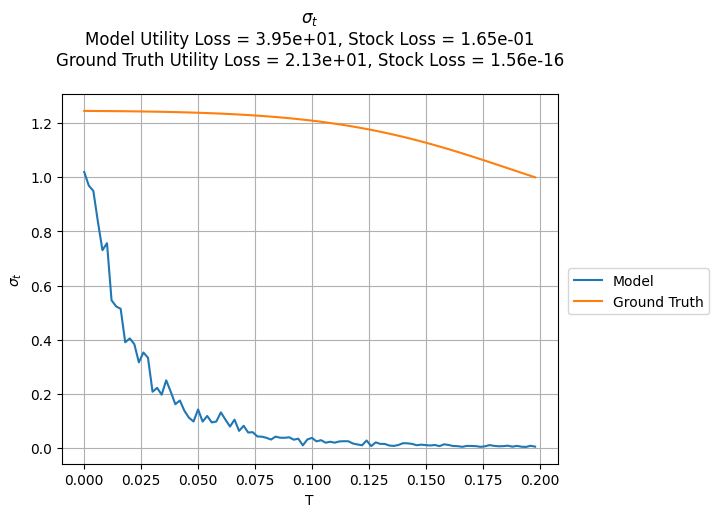 σt
Model Utility Loss = 3.95e+01, Stock Loss = 1.65e-01
Ground Truth Utility Loss = 2.13e+01, Stock Loss = 1.56e-16
1.2
1.0
0.8
0.6
0.4
0.2
0.0
σt
0.000 0.025 0.050 0.075 0.100 0.125 0.150 0.175 0.200
T
Model
Ground Truth